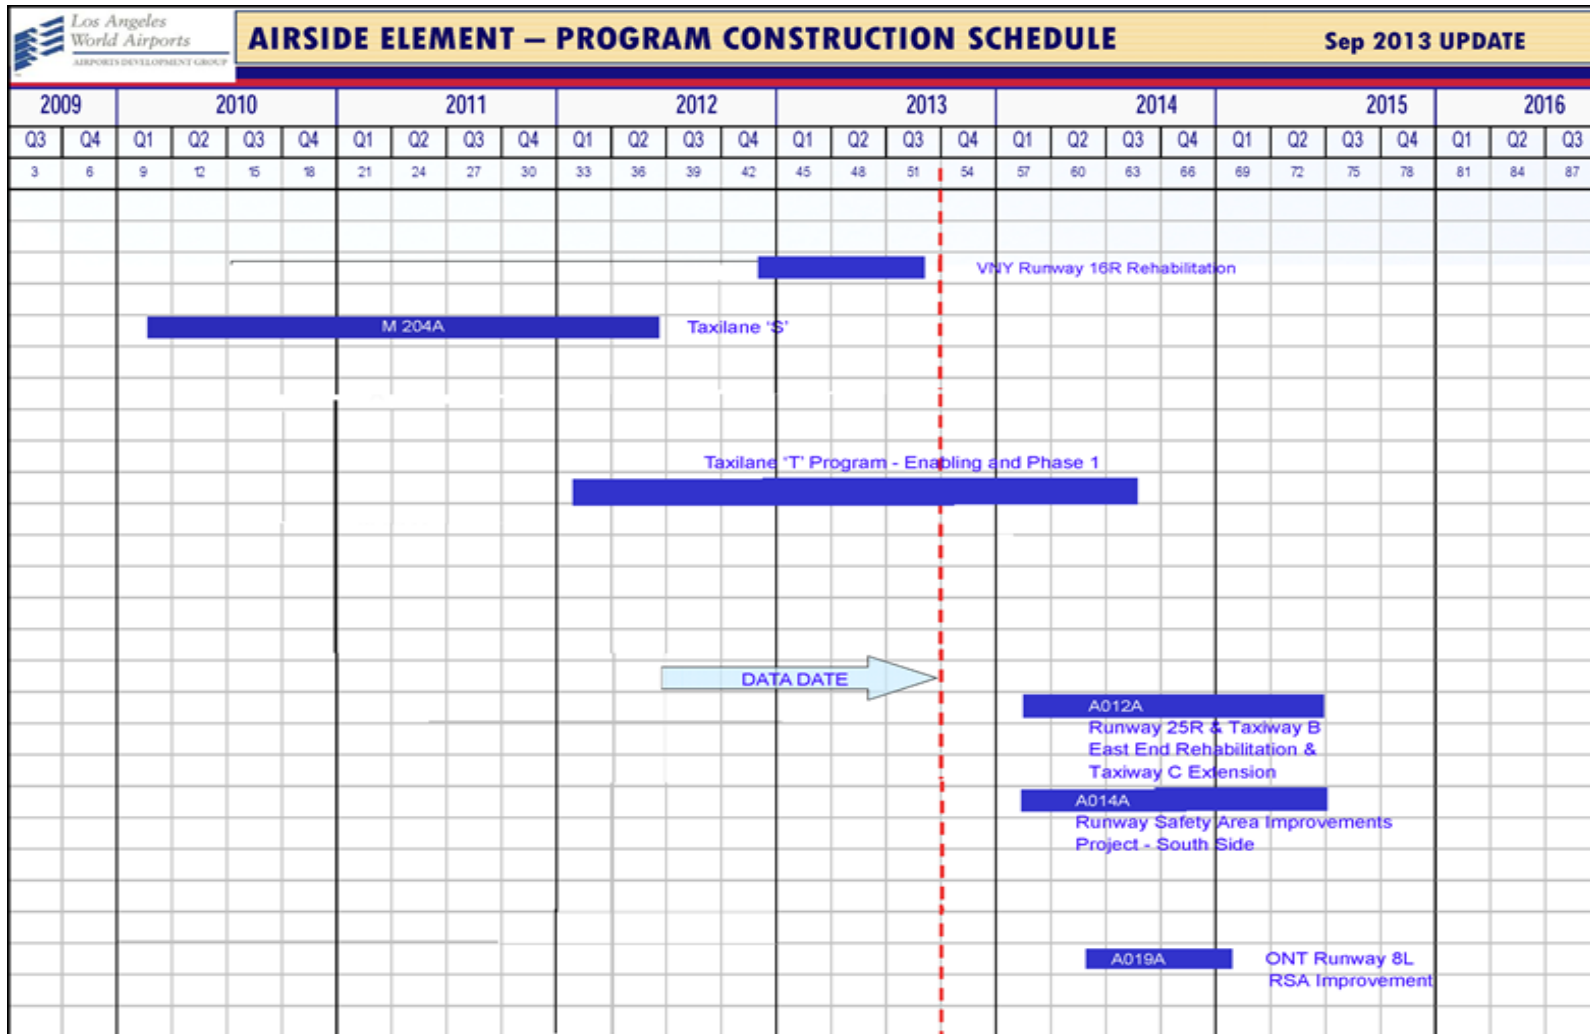 Los Angeles
World Airports
AIRPORTS DEVELOPMENT GROUP
AIRSIDE ELEMENT – PROGRAM CONSTRUCTION SCHEDULE
Sep 2013 UPDATE
2009 2010 2011 2012 2013 2014 2015 2016
Q3 Q4 Q1 Q2 Q3 Q4 Q1 Q2 Q3 Q4 Q1 Q2 Q3 Q4 Q1 Q2 Q3 Q4 Q1 Q2 Q3 Q4 Q1 Q2 Q3 Q4 Q1 Q2 Q3
3 6 9 12 15 18 21 24 27 30 33 36 39 42 45 48 51 54 57 60 63 66 69 72 75 78 81 84 87
VNY Runway 16R Rehabilitation
M 204A
Taxilane 'S'
Taxilane 'T' Program - Enabling and Phase 1
DATA DATE
A012A
Runway 25R & Taxiway B
East End Rehabilitation &
Taxiway C Extension
A014A
Runway Safety Area Improvements
Project - South Side
A019A
ONT Runway 8L
RSA Improvement